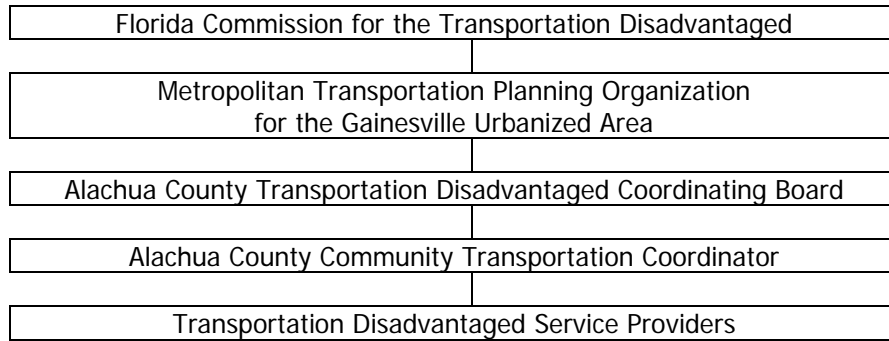 Florida Commission for the Transportation Disadvantaged
Metropolitan Transportation Planning Organization
for the Gainesville Urbanized Area
Alachua County Transportation Disadvantaged Coordinating Board
Alachua County Community Transportation Coordinator
Transportation Disadvantaged Service Providers